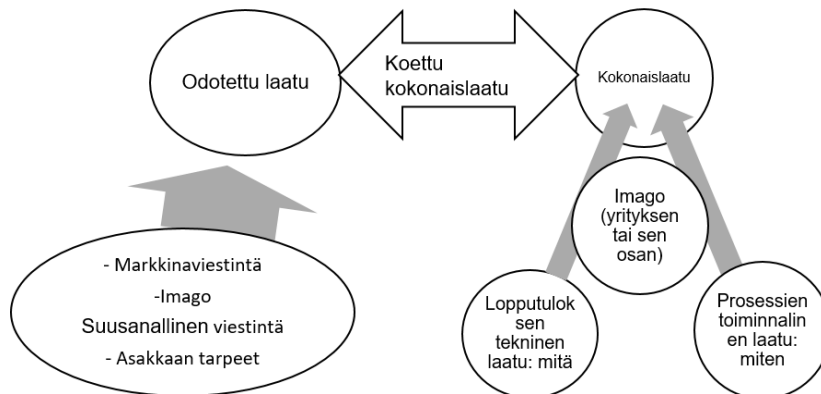 Odotettu laatu
Koettu
kokonaislaatu
Kokonaislaatu
- Markkinaviestintä
-Imago
Suusanallinen viestintä
- Asakkaan tarpeet
Imago
(yrityksen
tai sen
osan)
Lopputulok
sen
tekninen
laatu: mitä
Prosessien
toiminnalin
en laatu:
miten